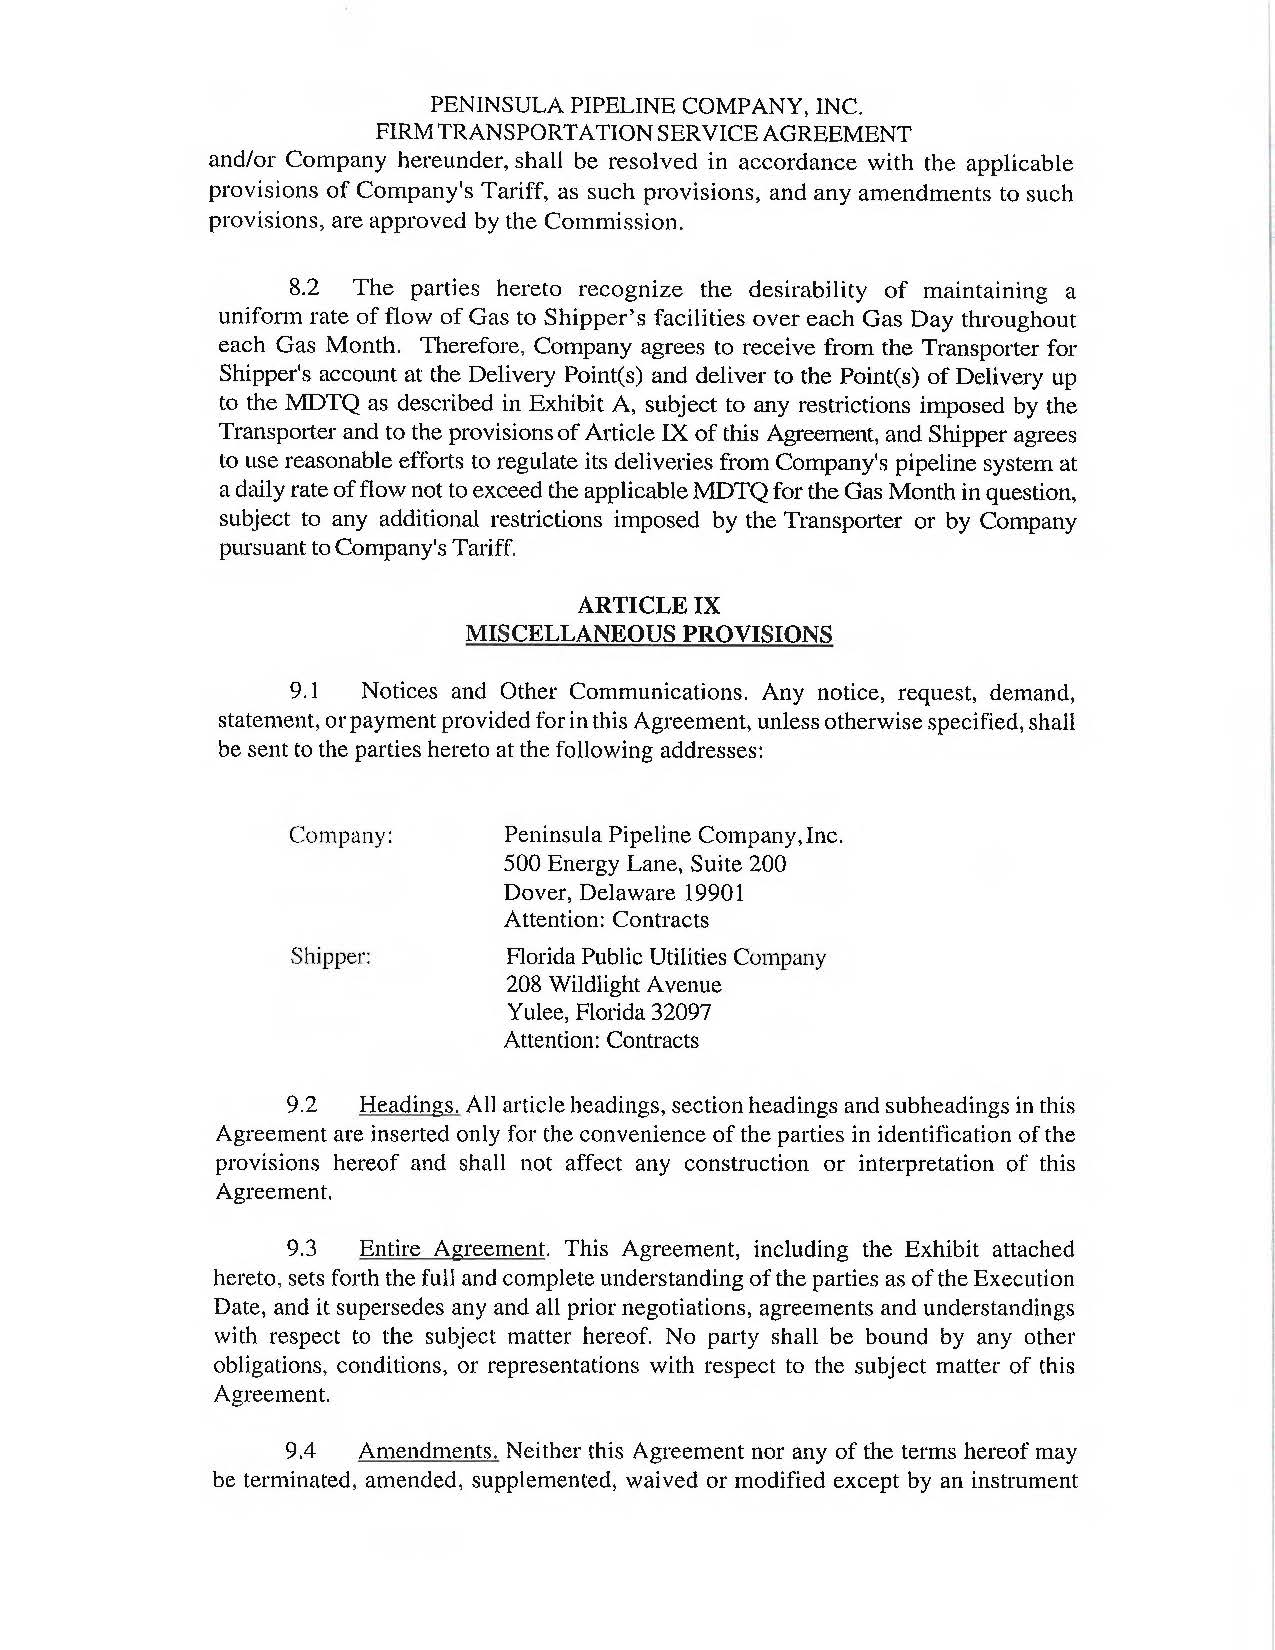 PENINSULA PIPELINE COMPANY, INC.
FIRM TRANSPORTATION SERVICE AGREEMENT
and/or Company hereunder, shall be resolved in accordance with the applicable
provisions of Company's Tariff, as such provisions, and any amendments to such
provisions, are approved by the Commission.
8.2 The parties hereto recognize the desirability of maintaining a
uniform rate of flow of Gas to Shipper's facilities over each Gas Day throughout
each Gas Month. Therefore, Company agrees to receive from the Transporter for
Shipper's account at the Delivery Point(s) and deliver to the Point(s) of Delivery up
to the MDTQ as described in Exhibit A, subject to any restrictions imposed by the
Transporter and to the provisions of Article IX of this Agreement, and Shipper agrees
to use reasonable efforts to regulate its deliveries from Company's pipeline system at
a daily rate of flow not to exceed the applicable MDTQ for the Gas Month in question,
subject to any additional restrictions imposed by the Transporter or by Company
pursuant to Company's Tariff.
ARTICLE IX
MISCELLANEOUS PROVISIONS
9.1 Notices and Other Communications. Any notice, request, demand,
statement, or payment provided for in this Agreement, unless otherwise specified, shall
be sent to the parties hereto at the following addresses:
Company: Peninsula Pipeline Company, Inc.
500 Energy Lane, Suite 200
Dover, Delaware 19901
Attention: Contracts
Shipper: Florida Public Utilities Company
208 Wildlight Avenue
Yulee, Florida 32097
Attention: Contracts
9.2 Headings. All article headings, section headings and subheadings in this
Agreement are inserted only for the convenience of the parties in identification of the
provisions hereof and shall not affect any construction or interpretation of this
Agreement.
9.3 Entire Agreement. This Agreement, including the Exhibit attached
hereto, sets forth the full and complete understanding of the parties as of the Execution
Date, and it supersedes any and all prior negotiations, agreements and understandings
with respect to the subject matter hereof. No party shall be bound by any other
obligations, conditions, or representations with respect to the subject matter of this
Agreement.
9.4 Amendments. Neither this Agreement nor any of the terms hereof may
be terminated, amended, supplemented, waived or modified except by an instrument